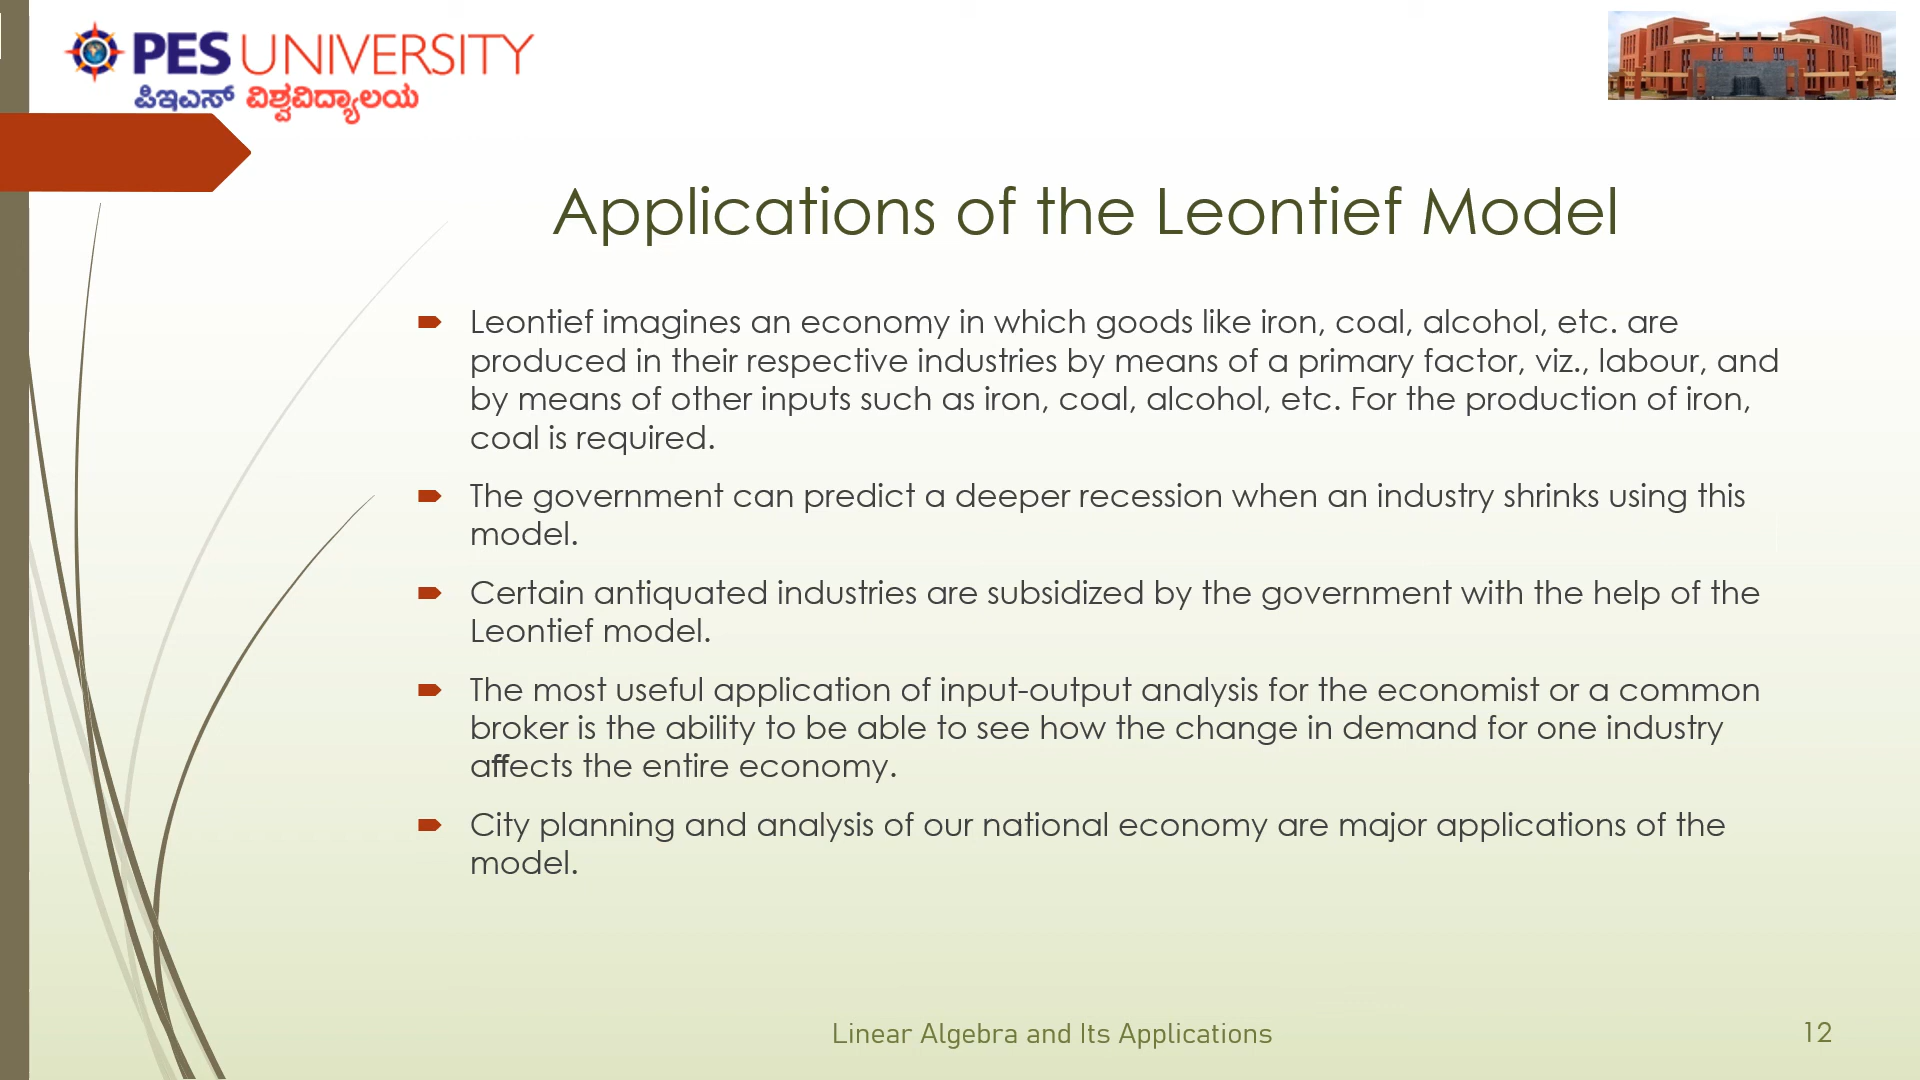 PES UNIVERSITY
ಪಿಇಎಸ್ ವಿಶ್ವವಿದ್ಯಾಲಯ
Applications of the Leontief Model
Leontief imagines an economy in which goods like iron, coal, alcohol, etc. are
produced in their respective industries by means of a primary factor, viz., labour, and
by means of other inputs such as iron, coal, alcohol, etc. For the production of iron,
coal is required.
The government can predict a deeper recession when an industry shrinks using this
model.
Certain antiquated industries are subsidized by the government with the help of the
Leontief model.
The most useful application of input-output analysis for the economist or a common
broker is the ability to be able to see how the change in demand for one industry
affects the entire economy.
City planning and analysis of our national economy are major applications of the
model.
Linear Algebra and Its Applications
12